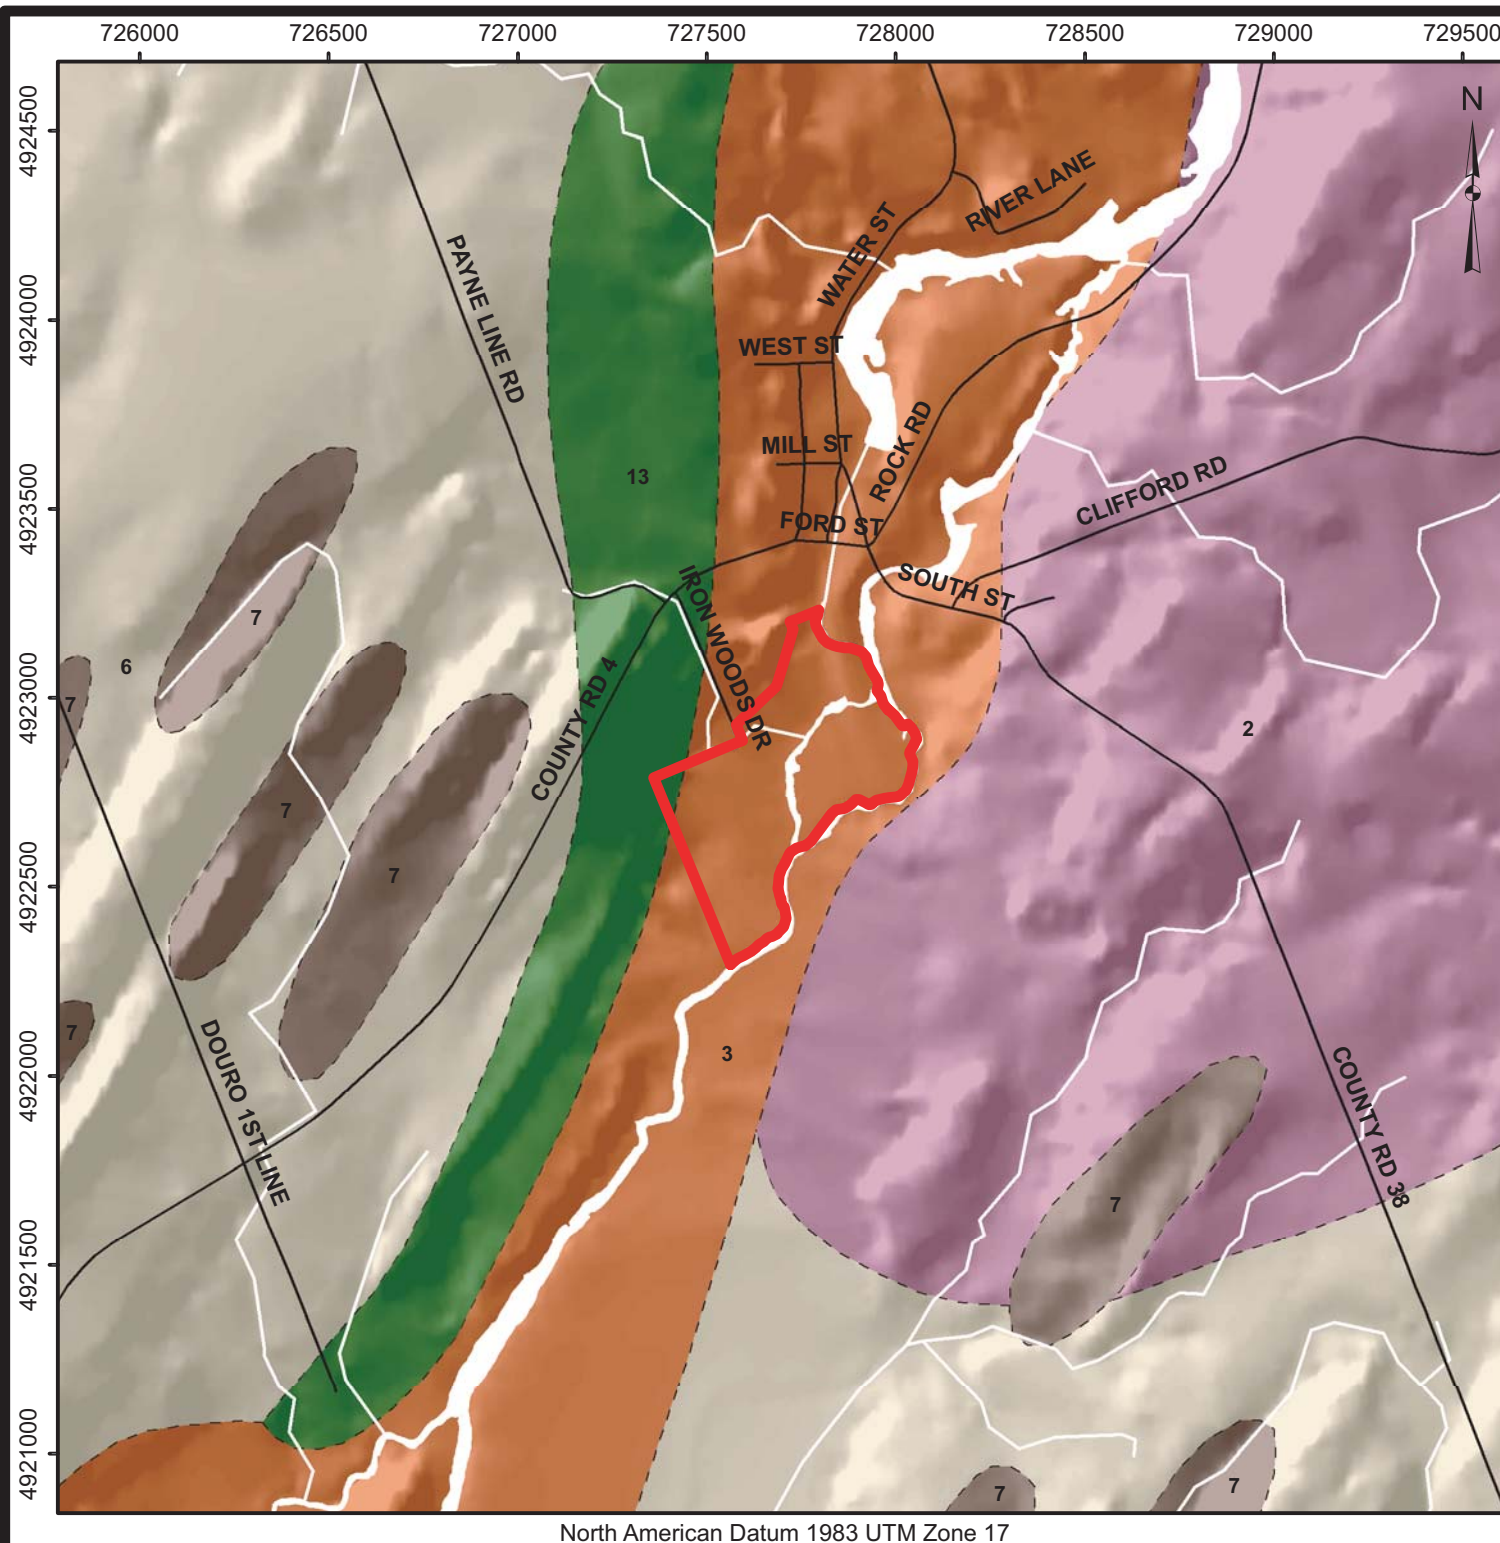 726000 726500 727000 727500 728000 728500 729000 729500
N
4924500
RIVER LANE
WATER ST
PAYNE LINE RD
4924000
WEST ST
ROCK RD
MILL ST
13
CLIFFORD RD
4923500
FORD ST
SOUTH ST
IRON WOODS DR
7
6
COUNTY RD 4
4923000
7
2
7
7
4922500
7
3
4922000
DOURO 1ST LINE
COUNTY RD 38
7
4921500
4921000
7
7
North American Datum 1983 UTM Zone 17